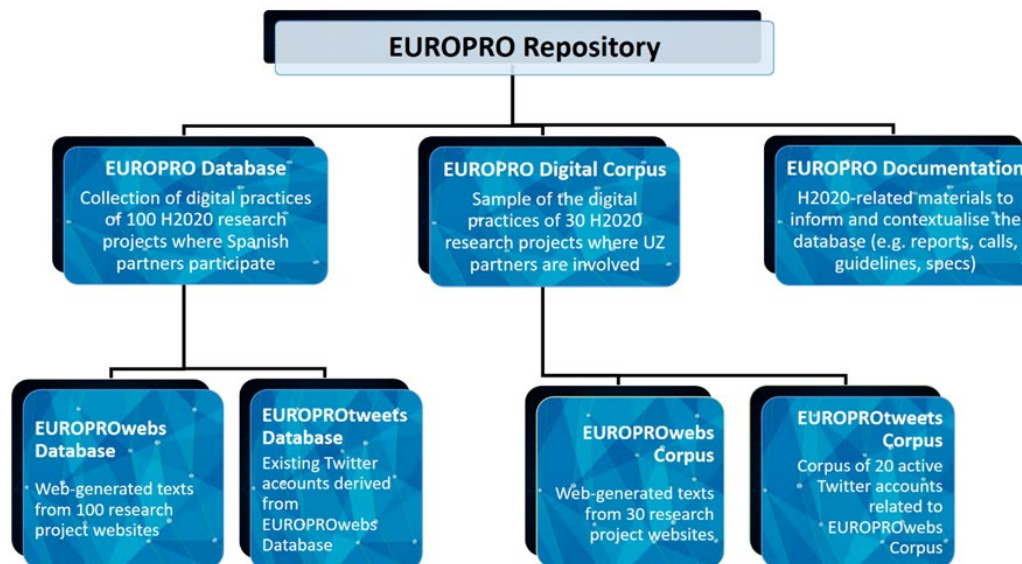 EUROPRO Repository
EUROPRO Database
Collection of digital practices
of 100 H2020 research
projects where Spanish
partners participate
EUROPRO Digital Corpus
Sample of the digital
practices of 30 H2020
research projects where UZ
partners are involved
EUROPRO Documentation
H2020-related materials to
inform and contextualise the
database (e.g. reports, calls,
guidelines, specs)
EUROPROwebs
Database
Web-generated texts
from 100 research
project websites
EUROPROtweets
Database
Existing Twitter
accounts derived
from
EUROPROwebs
Database
EUROPROwebs
Corpus
Web-generated texts
from 30 research
project websites
EUROPROtweets
Corpus
Corpus of 20 active
Twitter accounts
related to
EUROPROwebs
Corpus